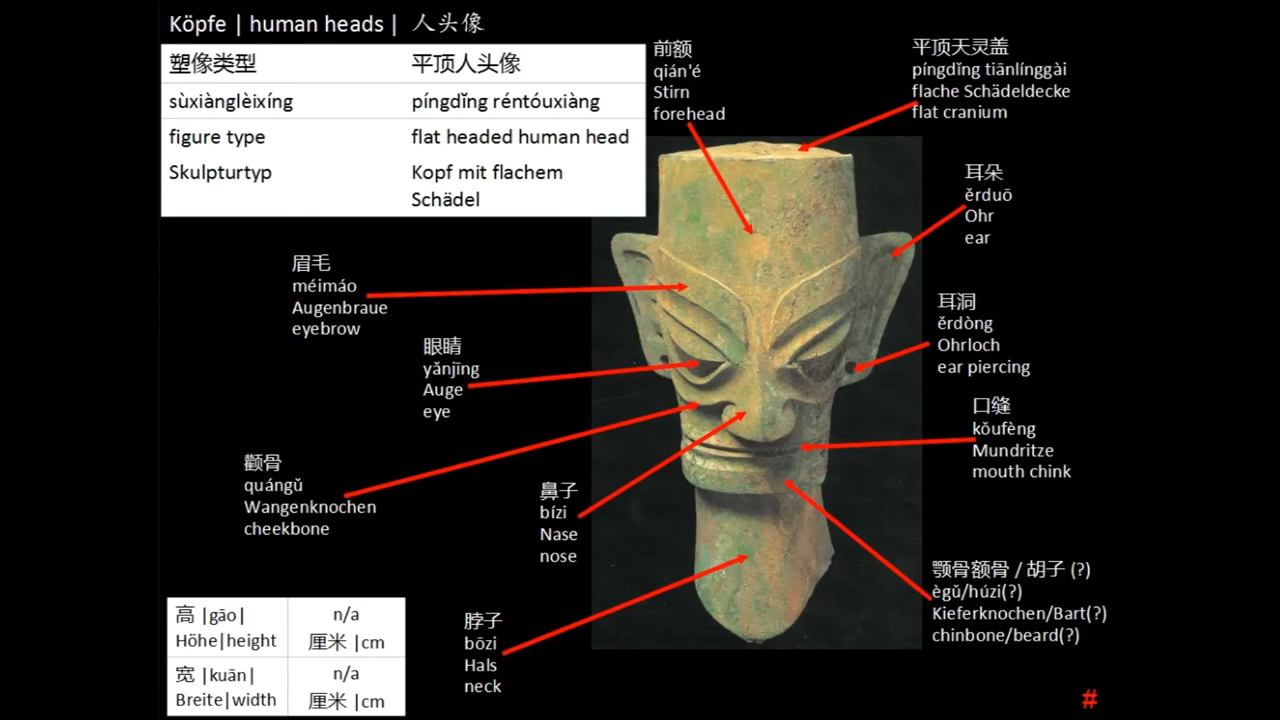 Köpfe | human heads | 人头像
塑像类型 平顶人头像
sùxiànglèixíng píngdǐng réntóuxiàng
figure type flat headed human head
Skulpturtyp Kopf mit flachem
Schädel
前额
qián'é
Stirn
forehead
平顶天灵盖
píngdǐng tiānlínggài
flache Schädeldecke
flat cranium
耳朵
ěrduō
Ohr
ear
眉毛
méimáo
Augenbraue
eyebrow
耳洞
ěrdòng
Ohrloch
ear piercing
眼睛
yǎnjīng
Auge
eye
口缝
kǒufèng
Mundritze
mouth chink
颧骨
quángǔ
Wangenknochen
cheekbone
鼻子
bízi
Nase
nose
颚骨额骨 / 胡子 (?)
ègǔ/húzi(?)
Kieferknochen/Bart(?)
chinbone/beard(?)
脖子
bōzi
Hals
neck
高 |gāo| n/a
Höhe|height 厘米 |cm
宽 |kuān| n/a
Breite|width 厘米 |cm
#